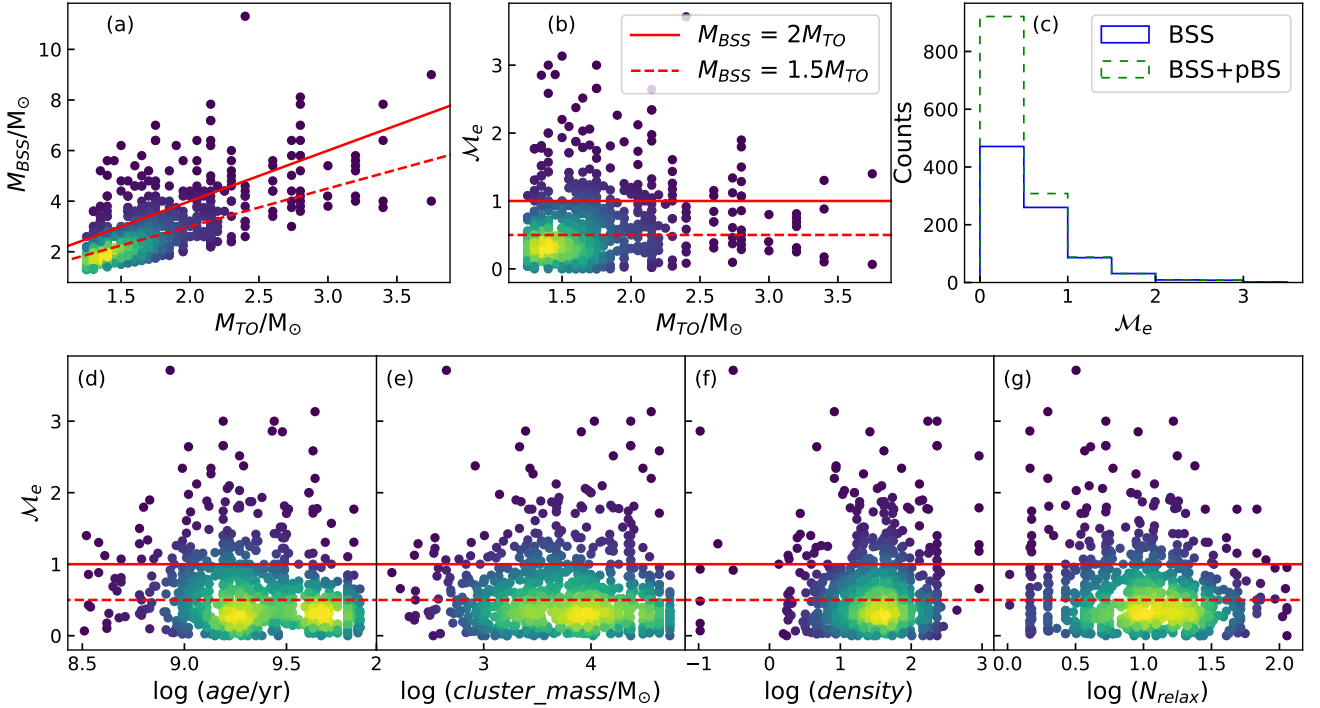 (a)
M_BSS/M⊙
10
8
6
4
2
1.5 2.0 2.5 3.0 3.5
M_TO/M⊙
(b)
M_BSS = 2M_TO
M_BSS = 1.5M_TO
ℳ_e
3
2
1
0
1.5 2.0 2.5 3.0 3.5
M_TO/M⊙
(c)
BSS
BSS+pBS
Counts
800
600
400
200
0
0 1 2 3
ℳ_e
(d) (e) (f) (g)
ℳ_e
3
2
1
0
8.5 9.0 9.5 2 3 4 −1 0 1 2 3 0.0 0.5 1.0 1.5 2.0
log (age/yr) log (cluster_mass/M⊙) log (density) log (N_relax)